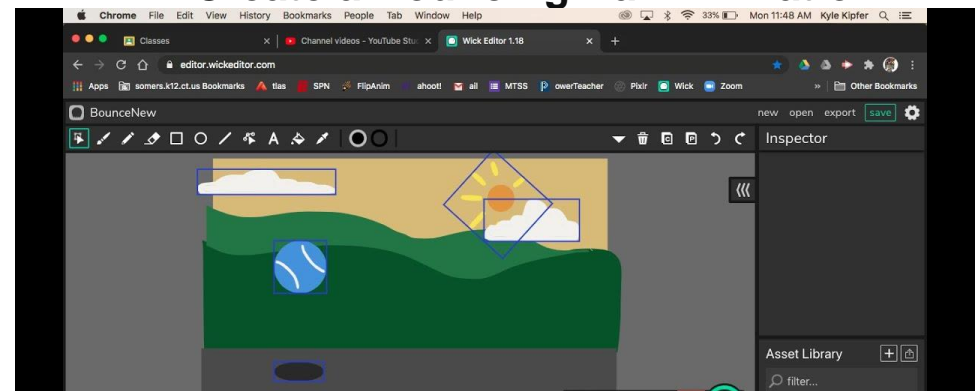 Chrome File Edit View History Bookmarks People Tab Window Help 33% Mon 11:48 AM Kyle Kipfer
Classes Channel videos - YouTube Stu Wick Editor 1.18
editor.wickeditor.com
Apps somers.k12.ct.us Bookmarks tlas SPN FlipAnim ahoot! ail MTSS owerTeacher Pixlr Wick Zoom » Other Bookmarks
BounceNew new open export save
A Inspector
Asset Library
filter...